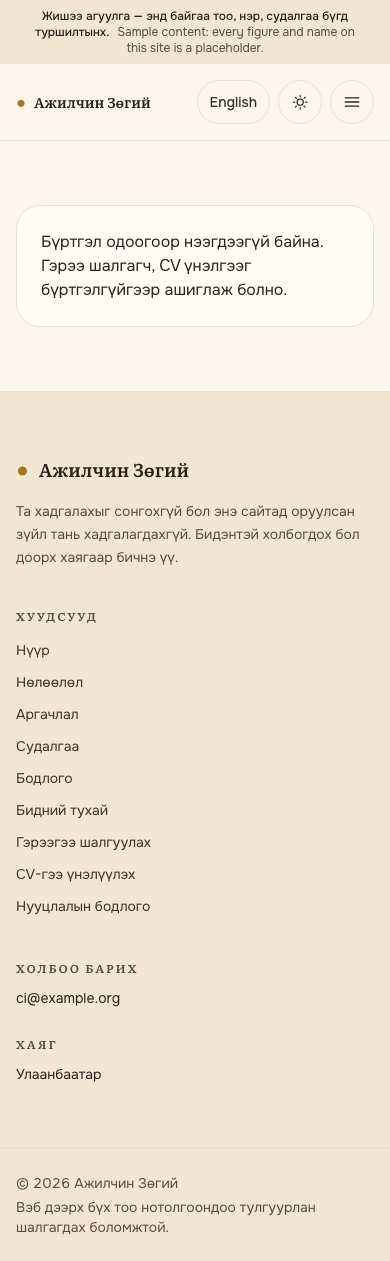 Жишээ агуулга — энд байгаа тоо, нэр, судалгаа бүгд
туршилтынх. Sample content: every figure and name on
this site is a placeholder.
Ажилчин Зөгий
English
Бүртгэл одоогоор нээгдээгүй байна.
Гэрээ шалгагч, CV үнэлгээг
бүртгэлгүйгээр ашиглаж болно.
Ажилчин Зөгий
Та хадгалахыг сонгохгүй бол энэ сайтад оруулсан
зүйл тань хадгалагдахгүй. Бидэнтэй холбогдох бол
доорх хаягаар бичнэ үү.
ХУУДСУУД
Нүүр
Нөлөөлөл
Аргачлал
Судалгаа
Бодлого
Бидний тухай
Гэрээгээ шалгуулах
CV-гээ үнэлүүлэх
Нууцлалын бодлого
ХОЛБОО БАРИХ
ci@example.org
ХАЯГ
Улаанбаатар
© 2026 Ажилчин Зөгий
Вэб дээрх бүх тоо нотолгоондоо тулгуурлан
шалгагдах боломжтой.